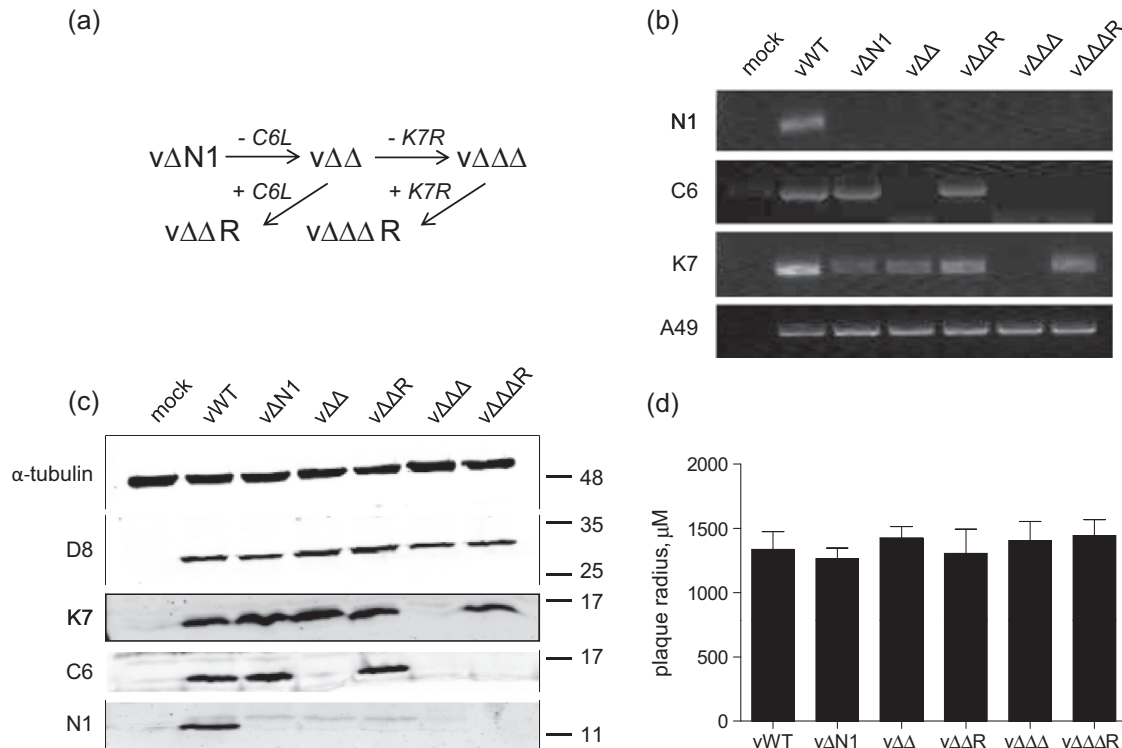 (a)
- C6L - K7R
vΔN1 vΔΔ vΔΔΔ
+ C6L + K7R
vΔΔR vΔΔΔR
(b)
mock vWT vΔN1 vΔΔ vΔΔR vΔΔΔ vΔΔΔR
N1
C6
K7
A49
(c)
mock vWT vΔN1 vΔΔ vΔΔR vΔΔΔ vΔΔΔR
α-tubulin 48
35
D8
25
K7 17
C6 17
N1 11
(d)
2000
1500
1000
500
0
plaque radius, μM
vWT vΔN1 vΔΔ vΔΔR vΔΔΔ vΔΔΔR